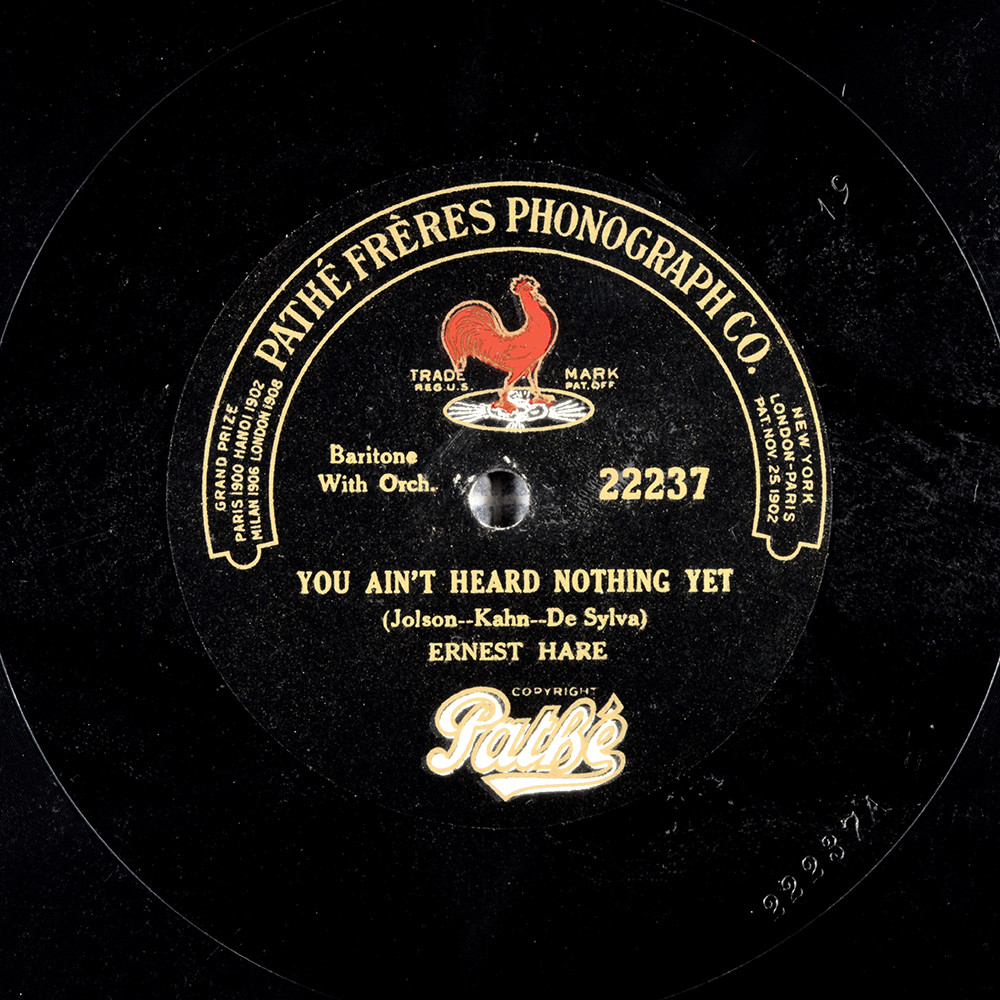 PATHÉ FRÈRES PHONOGRAPH CO.
GRAND PRIZE
PARIS 1900 HANOI 1902
MILAN 1906 LONDON 1908
NEW YORK
LONDON-PARIS
PAT. NOV. 25 1902
TRADE MARK
REG. U.S. PAT. OFF.
Baritone
With Orch.
22237
YOU AIN'T HEARD NOTHING YET
(Jolson--Kahn--De Sylva)
ERNEST HARE
COPYRIGHT
Pathé
19
22237A